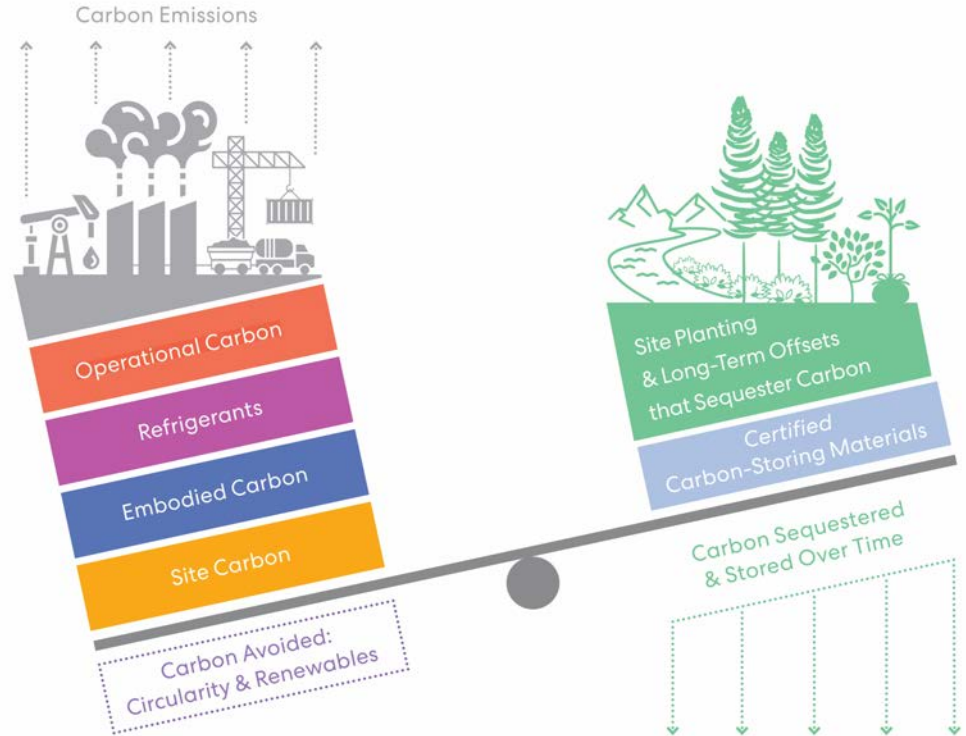 Carbon Emissions
Operational Carbon
Refrigerants
Embodied Carbon
Site Carbon
Carbon Avoided:
Circularity & Renewables
Site Planting
& Long-Term Offsets
that Sequester Carbon
Certified
Carbon-Storing Materials
Carbon Sequestered
& Stored Over Time